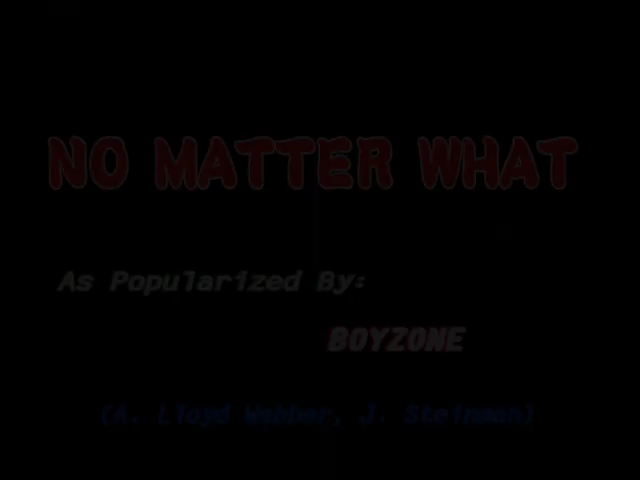 NO MATTER WHAT
As Popularized By:
BOYZONE
(A. Lloyd Webber, J. Steinman)